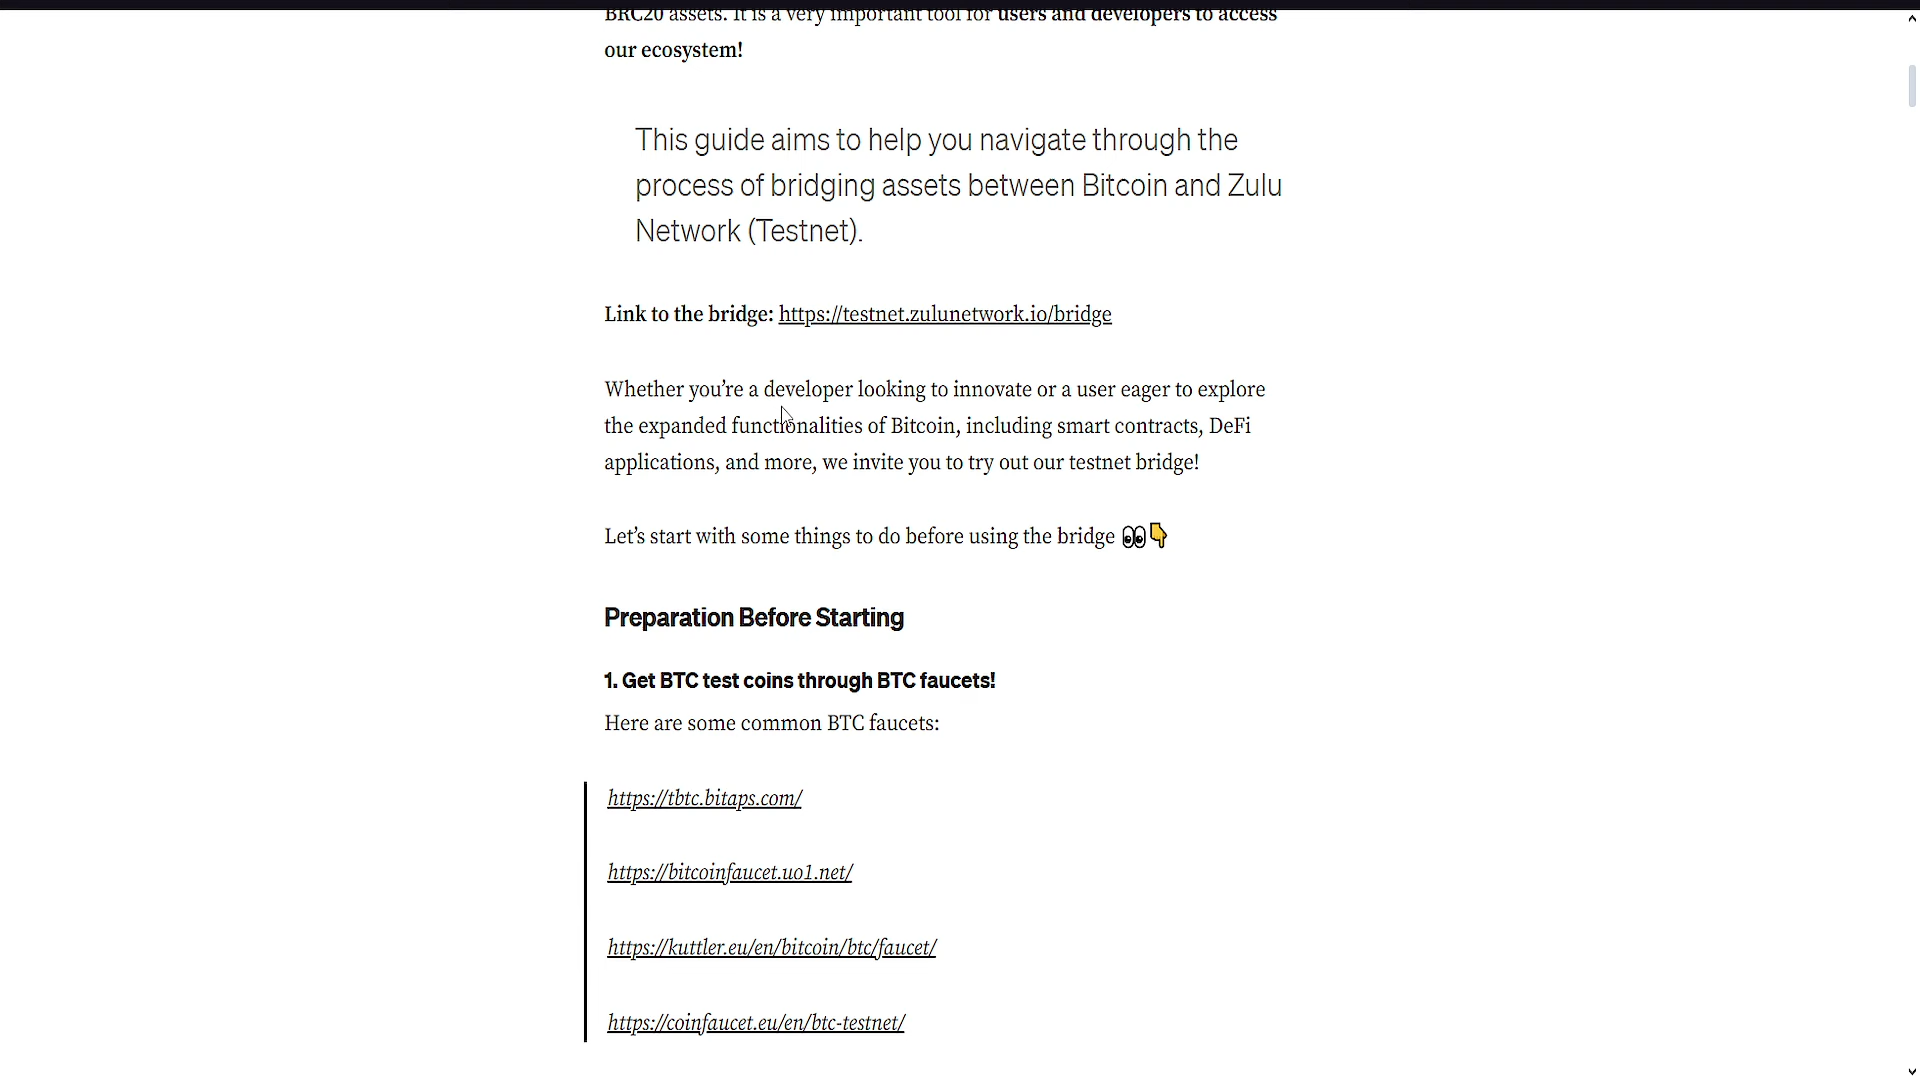 BRC20 assets. It is a very important tool for users and developers to access
our ecosystem!
This guide aims to help you navigate through the
process of bridging assets between Bitcoin and Zulu
Network (Testnet).
Link to the bridge: https://testnet.zulunetwork.io/bridge
Whether you’re a developer looking to innovate or a user eager to explore
the expanded functionalities of Bitcoin, including smart contracts, DeFi
applications, and more, we invite you to try out our testnet bridge!
Let’s start with some things to do before using the bridge 👀👇
Preparation Before Starting
1. Get BTC test coins through BTC faucets!
Here are some common BTC faucets:
https://tbtc.bitaps.com/
https://bitcoinfaucet.uo1.net/
https://kuttler.eu/en/bitcoin/btc/faucet/
https://coinfaucet.eu/en/btc-testnet/